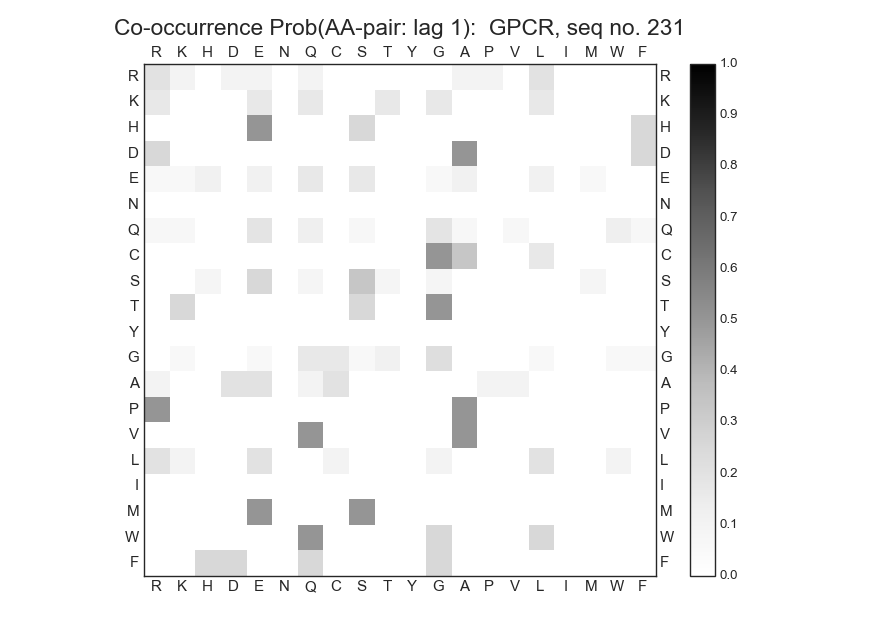 Co-occurrence Prob(AA-pair: lag 1):  GPCR, seq no. 231
R K H D E N Q C S T Y G A P V L I M W F
R R 1.0
K K 0.9
H H
D D 0.8
E E
N N 0.7
Q Q
C C 0.6
S S
T T 0.5
Y Y
G G 0.4
A A
P P 0.3
V V
L L 0.2
I I
M M 0.1
W W
F F 0.0
R K H D E N Q C S T Y G A P V L I M W F